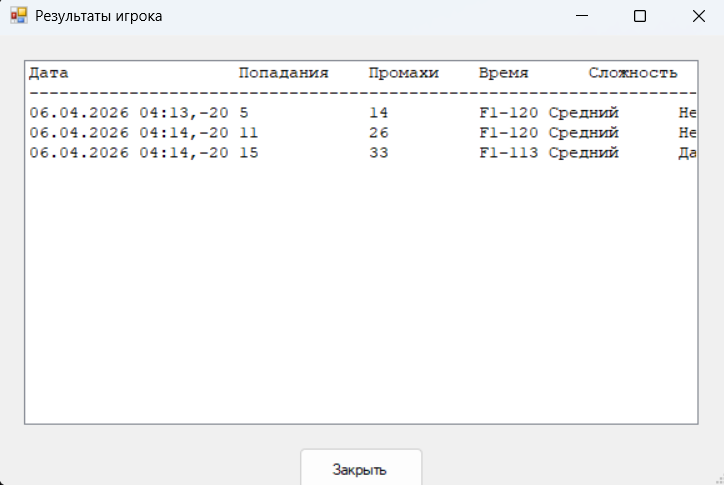 Результаты игрока
Дата Попадания Промахи Время Сложность
--------------------------------------------------------------------
06.04.2026 04:13,-20 5 14 F1-120 Средний Не
06.04.2026 04:14,-20 11 26 F1-120 Средний Не
06.04.2026 04:14,-20 15 33 F1-113 Средний Да
Закрыть